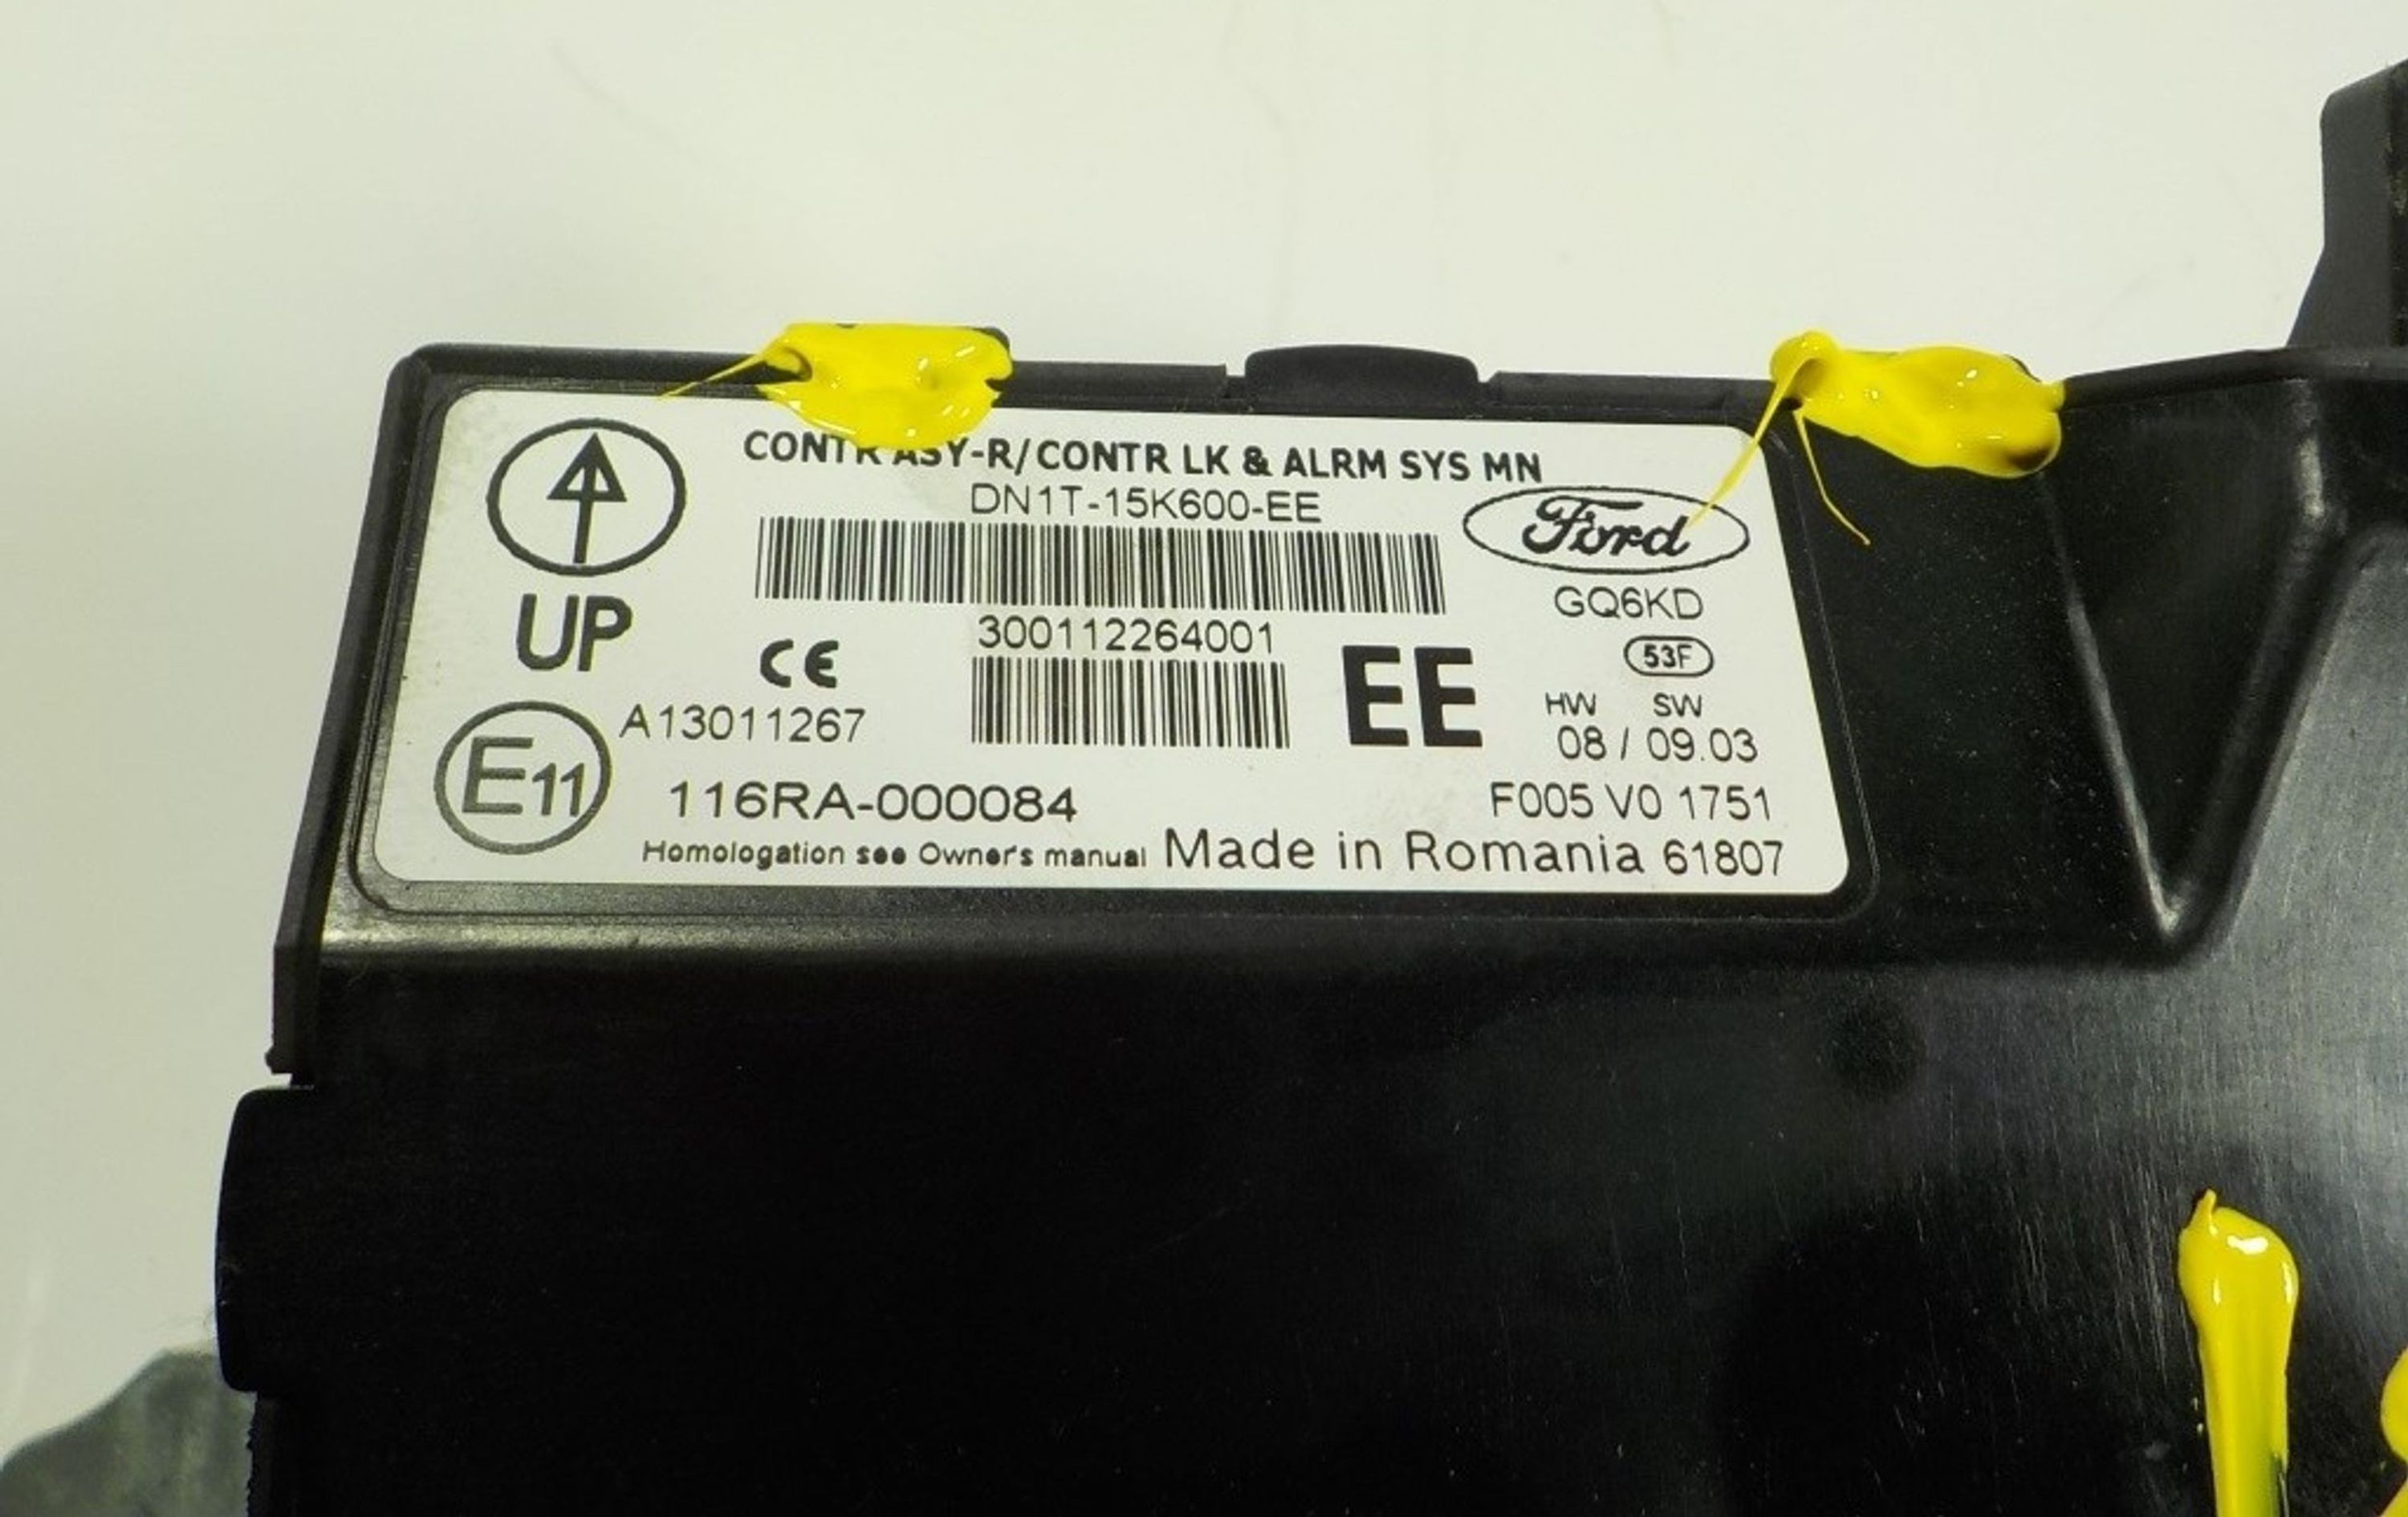 CONTR ASY-R/CONTR LK & ALRM SYS MN
DN1T-15K600-EE
Ford
UP
GQ6KD
300112264001
CE
EE
53F
HW SW
A13011267
08 / 09.03
E11
116RA-000084
F005 V0 1751
Homologation see Owner's manual Made in Romania 61807